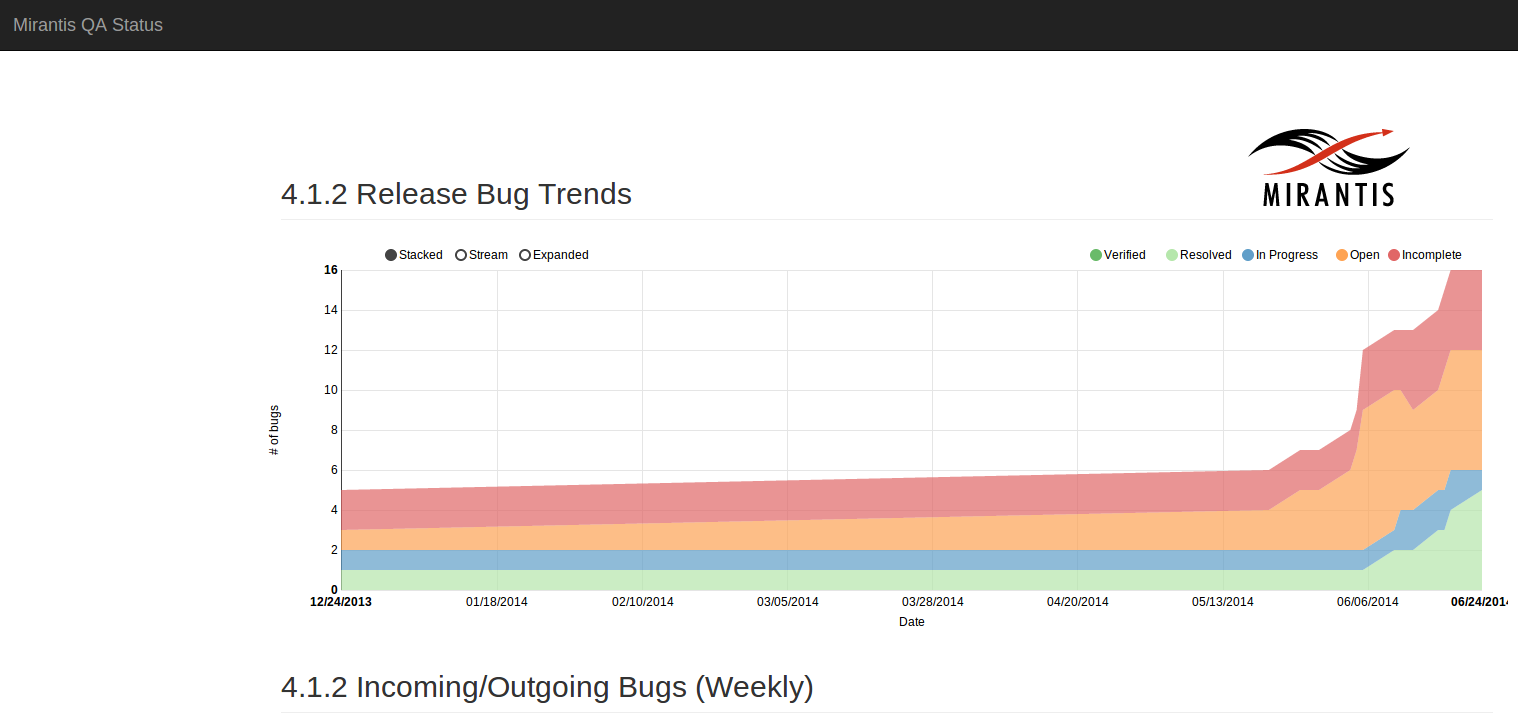 Mirantis QA Status
MIRANTIS
4.1.2 Release Bug Trends
Stacked Stream Expanded Verified Resolved In Progress Open Incomplete
16
14
12
10
8
6
4
2
0
# of bugs
12/24/2013 01/18/2014 02/10/2014 03/05/2014 03/28/2014 04/20/2014 05/13/2014 06/06/2014 06/24/2014
Date
4.1.2 Incoming/Outgoing Bugs (Weekly)